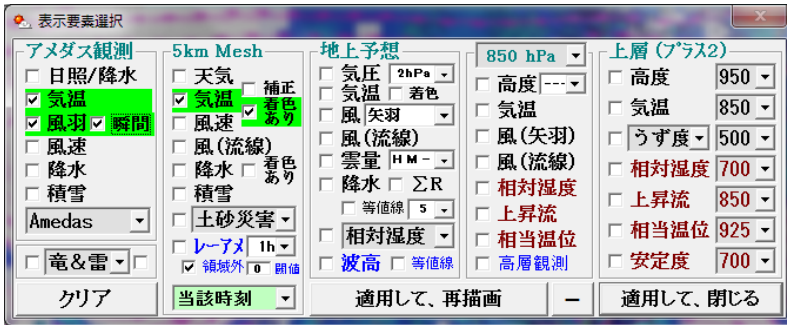 表示要素選択
アメダス観測
日照/降水
気温
風羽 瞬間
風速
降水
積雪
Amedas
竜&雷
クリア
5km Mesh
天気
気温 補正
着色あり
風速
風(流線)
降水 着色あり
積雪
土砂災害
レーアメ 1h
領域外 0 閾値
当該時刻
地上予想
気圧 2hPa
気温 着色
風 矢羽
風(流線)
雲量 HM-
降水 ΣR
等値線 5
相対湿度
波高 等値線
850 hPa
高度 ---
気温
風(矢羽)
風(流線)
相対湿度
上昇流
相当温位
高層観測
適用して、再描画 －
上層(プラス2)
高度 950
気温 850
うず度 500
相対湿度 700
上昇流 850
相当温位 925
安定度 700
適用して、閉じる